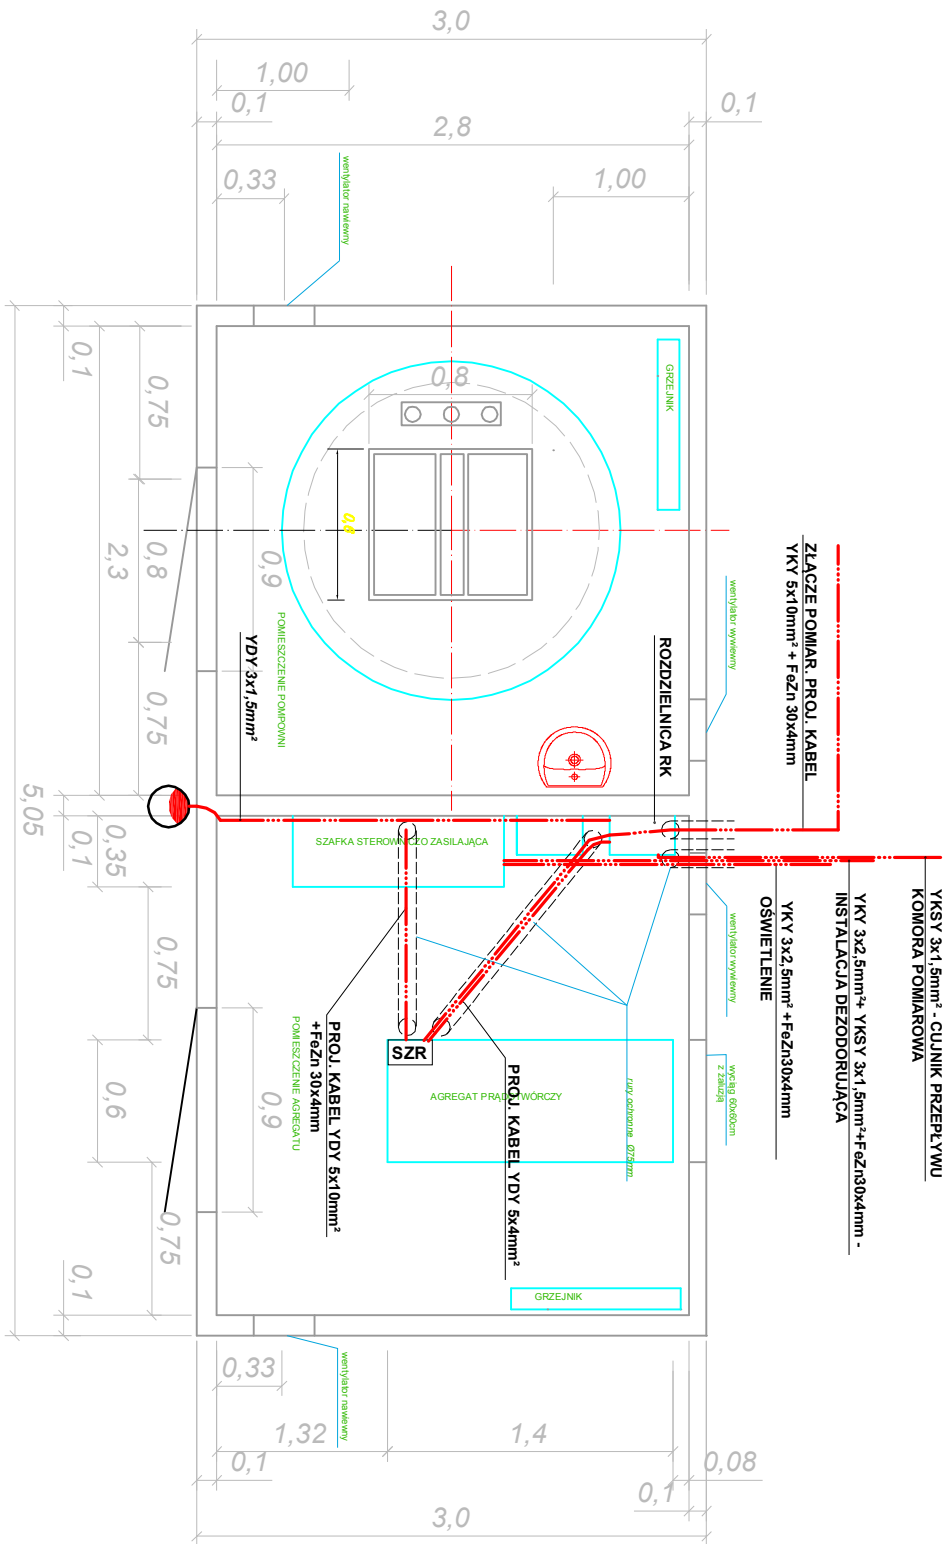 3,0
1,00
0,1
0,1
2,8
0,33
1,00
wentylator nawiewny
0,1
0,75
0,8
2,3
0,75
0,9
0,8
0,8
GRZEJNIK
ZŁĄCZE POMIAR. PROJ. KABEL
YKY 5x10mm² + FeZn 30x4mm
wentylator wywiewny
ROZDZIELNICA RK
POMIESZCZENIE POMPOWNI
YDY 3x1,5mm²
5,05
0,35
0,1
SZAFKA STEROWNICZO ZASILAJĄCA
YKSY 3x1,5mm² - CUJNIK PRZEPŁYWU
KOMORA POMIAROWA
YKY 3x2,5mm²+ YKSY 3x1,5mm²+FeZn30x4mm -
INSTALACJA DEZODORUJĄCA
YKY 3x2,5mm² +FeZn30x4mm
OŚWIETLENIE
wentylator wywiewny
wyciąg 60x60cm
z żaluzją
rury ochronne Ø75mm
0,75
0,6
0,9
0,75
0,1
SZR
AGREGAT PRĄDOTWÓRCZY
PROJ. KABEL YDY 5x4mm²
PROJ. KABEL YDY 5x10mm²
+FeZn 30x4mm
POMIESZCZENIE AGREGATU
GRZEJNIK
wentylator nawiewny
0,33
1,32
1,4
0,1
0,08
0,1
3,0